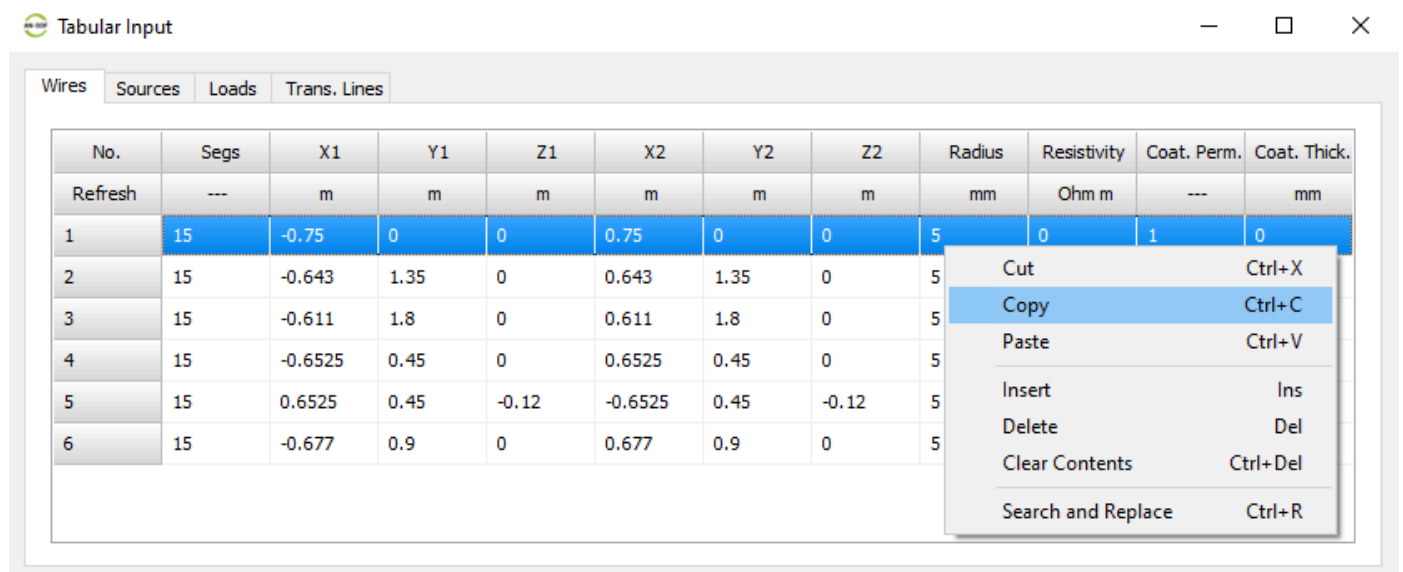 AN-SOF Tabular Input
Wires Sources Loads Trans. Lines
No. Segs X1 Y1 Z1 X2 Y2 Z2 Radius Resistivity Coat. Perm. Coat. Thick.
Refresh --- m m m m m m mm Ohm m --- mm
1 15 -0.75 0 0 0.75 0 0 5 0 1 0
2 15 -0.643 1.35 0 0.643 1.35 0 5
3 15 -0.611 1.8 0 0.611 1.8 0 5
4 15 -0.6525 0.45 0 0.6525 0.45 0 5
5 15 0.6525 0.45 -0.12 -0.6525 0.45 -0.12 5
6 15 -0.677 0.9 0 0.677 0.9 0 5
Cut Ctrl+X
Copy Ctrl+C
Paste Ctrl+V
Insert Ins
Delete Del
Clear Contents Ctrl+Del
Search and Replace Ctrl+R